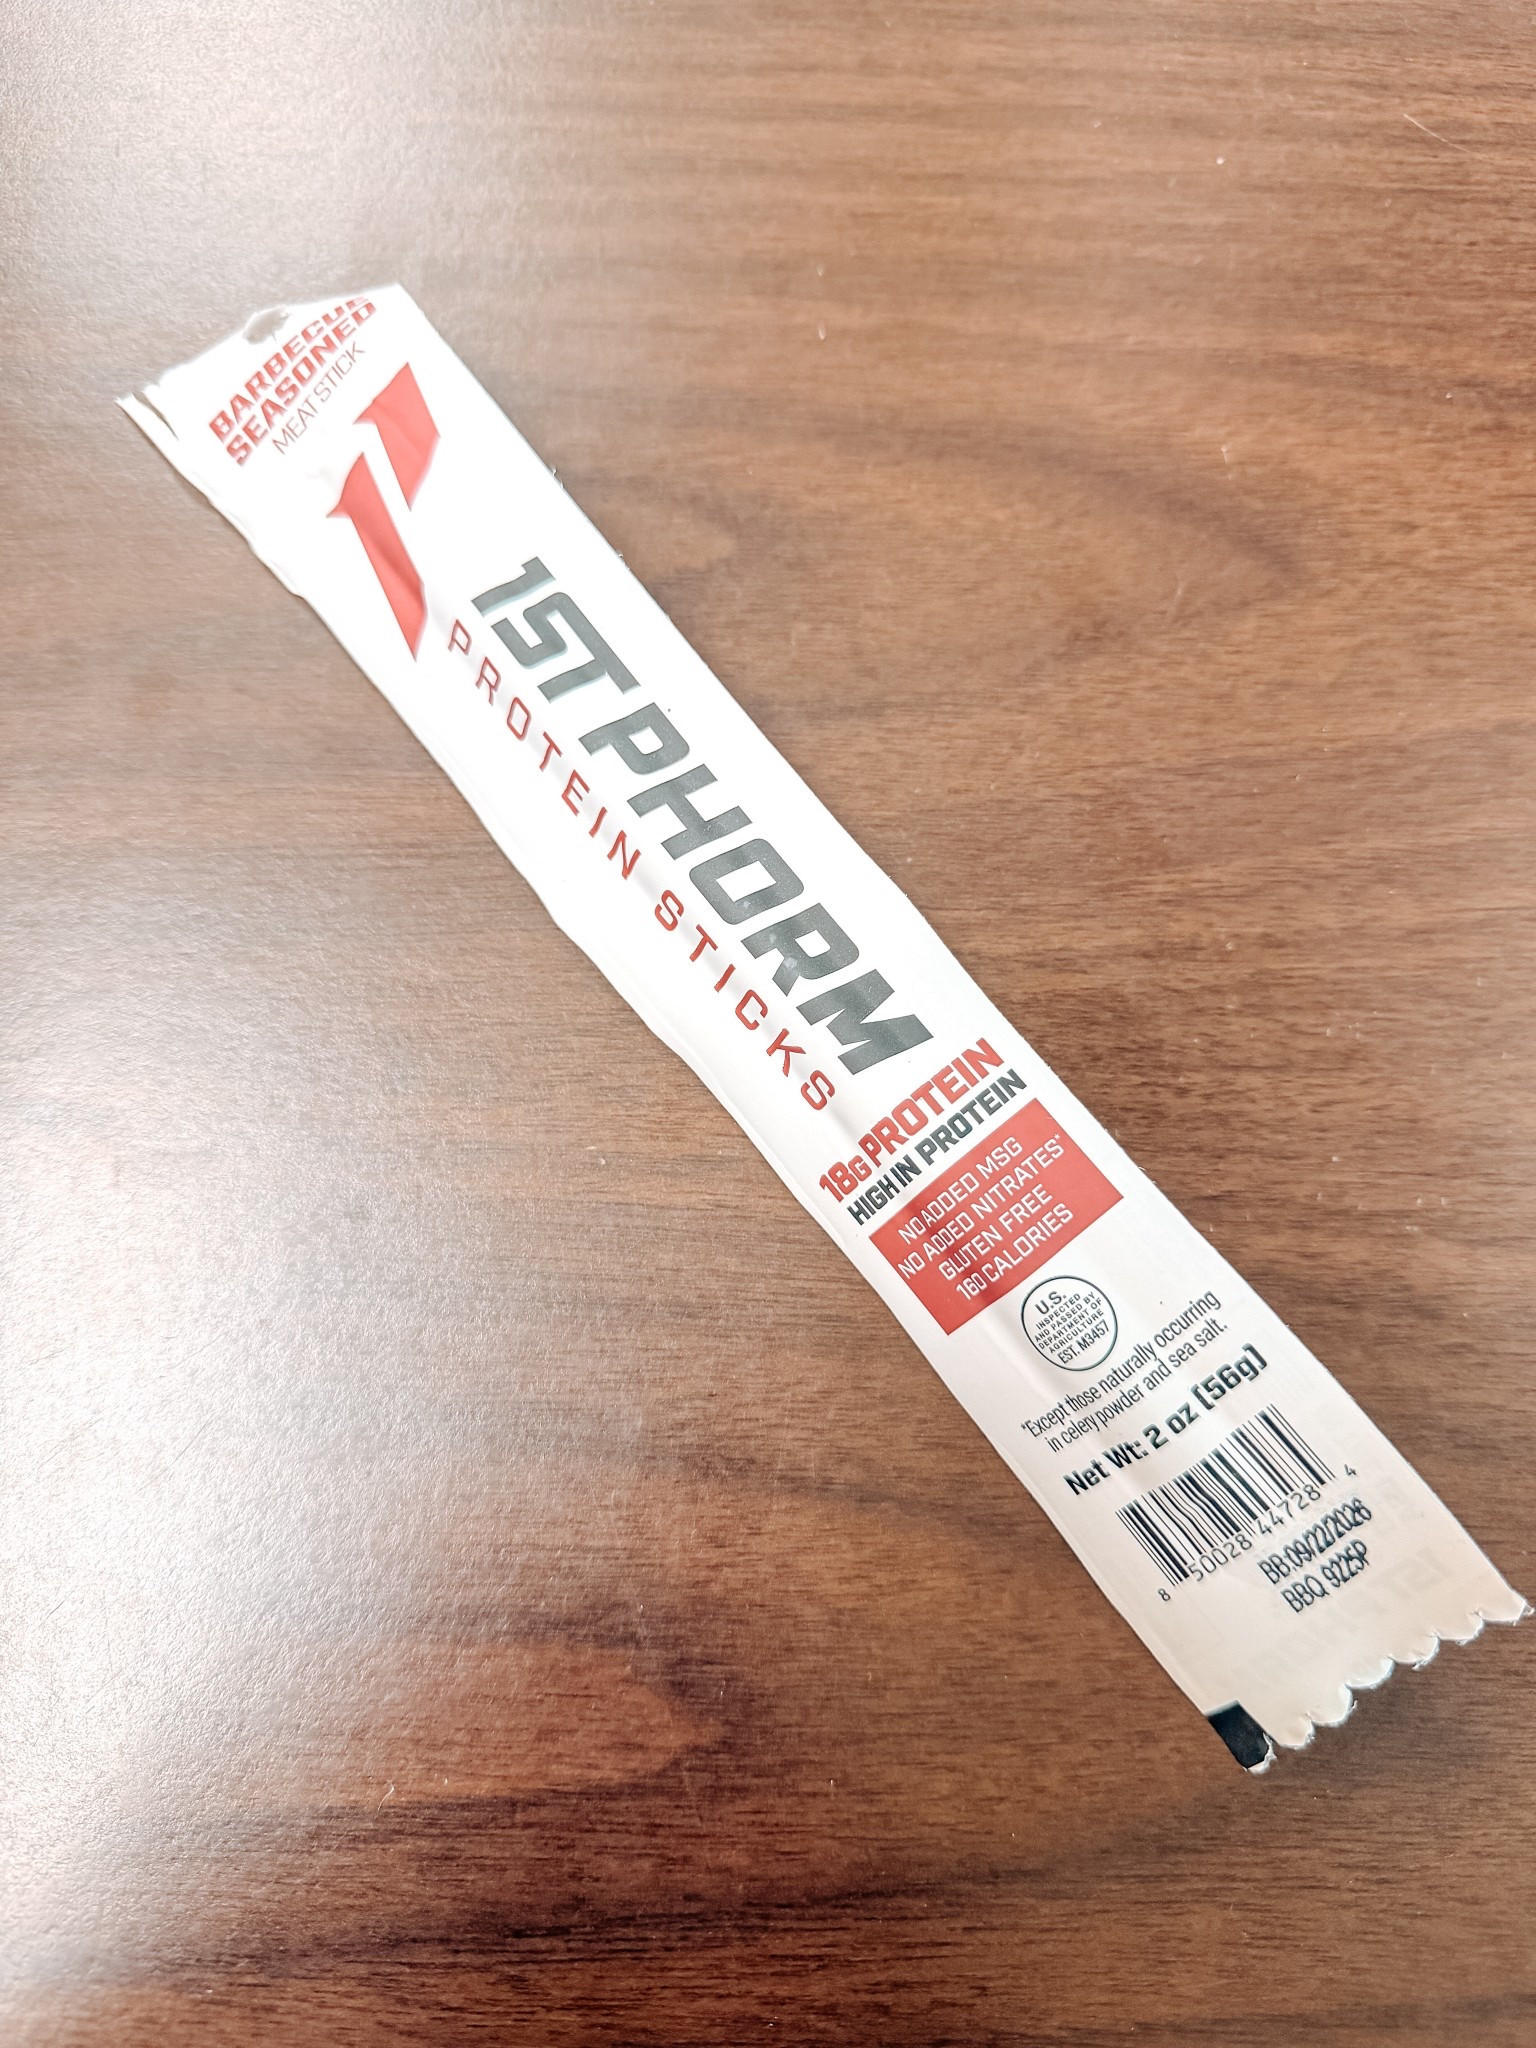 BARBECUE
SEASONED
MEAT STICK
1ST PHORM
PROTEIN STICKS
18G PROTEIN
HIGH IN PROTEIN
NO ADDED MSG
NO ADDED NITRATES*
GLUTEN FREE
160 CALORIES
U.S.
INSPECTED
AND PASSED BY
DEPARTMENT OF
AGRICULTURE
EST. M3457
*Except those naturally occurring
in celery powder and sea salt.
Net Wt: 2 oz (56g)
8 50028 44728 4
BB:09/22/2026
BBQ 9225P